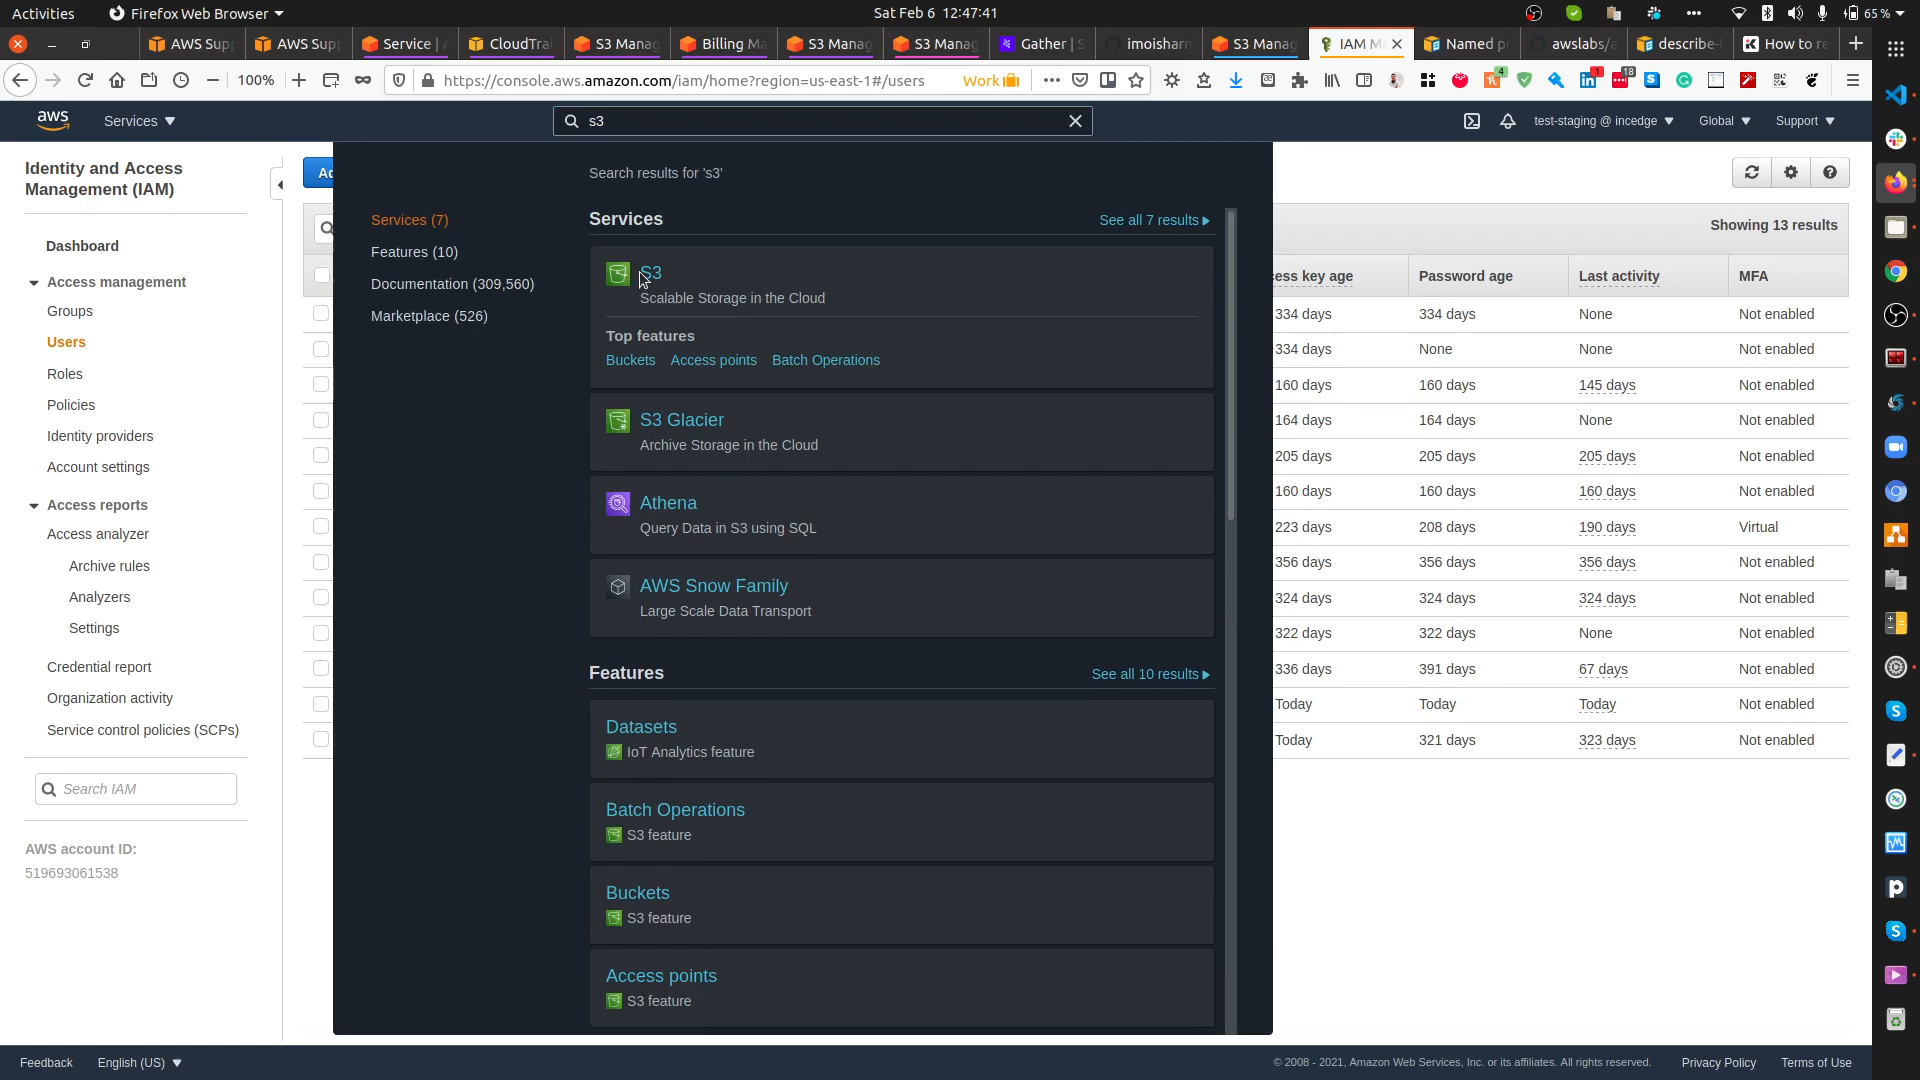 Activities
Firefox Web Browser
Sat Feb 6 12:47:41
65 %
AWS Sup
AWS Sup
Service |
CloudTra
S3 Mana
Billing M
S3 Mana
S3 Mana
Gather | S
imoishar
S3 Mana
IAM M
Named p
awslabs/a
describe-
How to re
100%
https://console.aws.amazon.com/iam/home?region=us-east-1#/users
Work
4
1
18
aws
Services
s3
test-staging @ incedge
Global
Support
Identity and Access
Management (IAM)
Dashboard
Access management
Groups
Users
Roles
Policies
Identity providers
Account settings
Access reports
Access analyzer
Archive rules
Analyzers
Settings
Credential report
Organization activity
Service control policies (SCPs)
Search IAM
AWS account ID:
519693061538
Ad
Search results for 's3'
Services (7)
Features (10)
Documentation (309,560)
Marketplace (526)
Services
See all 7 results
S3
Scalable Storage in the Cloud
Top features
Buckets Access points Batch Operations
S3 Glacier
Archive Storage in the Cloud
Athena
Query Data in S3 using SQL
AWS Snow Family
Large Scale Data Transport
Features
See all 10 results
Datasets
IoT Analytics feature
Batch Operations
S3 feature
Buckets
S3 feature
Access points
S3 feature
Showing 13 results
ess key age Password age Last activity MFA
334 days 334 days None Not enabled
334 days None None Not enabled
160 days 160 days 145 days Not enabled
164 days 164 days None Not enabled
205 days 205 days 205 days Not enabled
160 days 160 days 160 days Not enabled
223 days 208 days 190 days Virtual
356 days 356 days 356 days Not enabled
324 days 324 days 324 days Not enabled
322 days 322 days None Not enabled
336 days 391 days 67 days Not enabled
Today Today Today Not enabled
Today 321 days 323 days Not enabled
Feedback
English (US)
© 2008 - 2021, Amazon Web Services, Inc. or its affiliates. All rights reserved.
Privacy Policy
Terms of Use